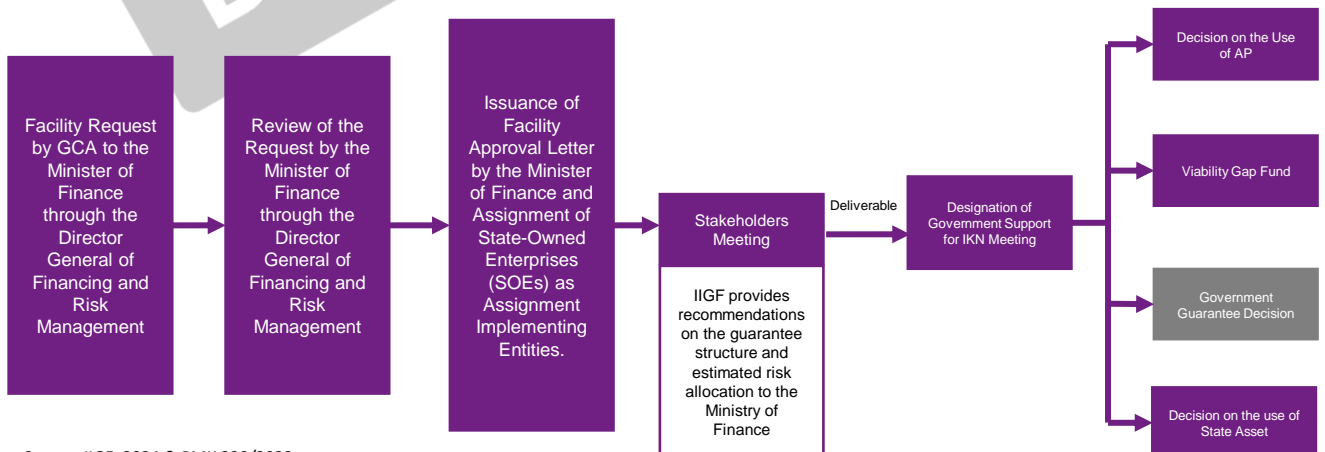 Facility Request
by GCA to the
Minister of
Finance
through the
Director
General of
Financing and
Risk
Management
Review of the
Request by the
Minister of
Finance
through the
Director
General of
Financing and
Risk
Management
Issuance of
Facility
Approval Letter
by the Minister
of Finance and
Assignment of
State-Owned
Enterprises
(SOEs) as
Assignment
Implementing
Entities.
Stakeholders
Meeting
IIGF provides
recommendations
on the guarantee
structure and
estimated risk
allocation to the
Ministry of
Finance
Deliverable
Designation of
Government Support
for IKN Meeting
Decision on the Use
of AP
Viability Gap Fund
Government
Guarantee Decision
Decision on the use of
State Asset